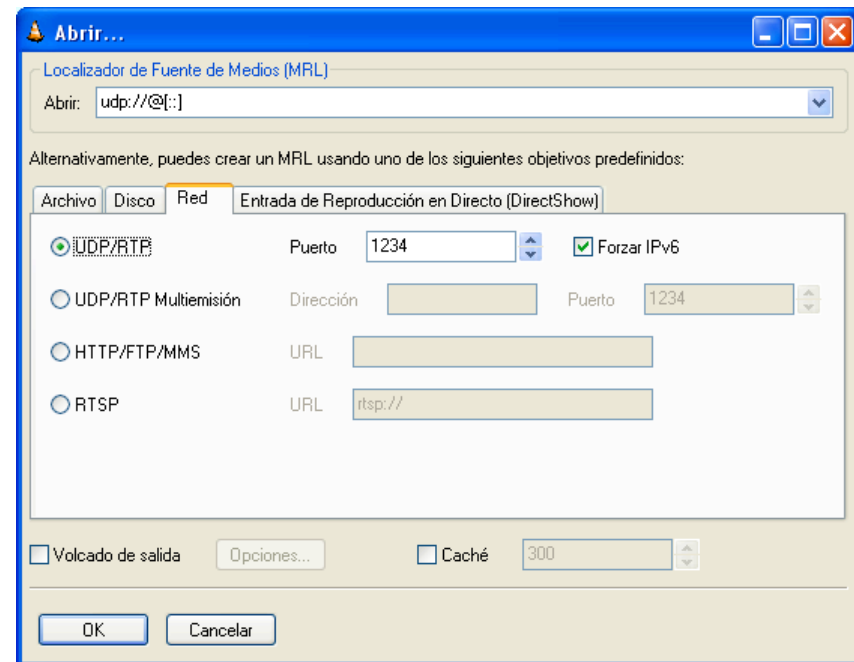 Abrir...
Localizador de Fuente de Medios (MRL)
Abrir: udp://@[::]
Alternativamente, puedes crear un MRL usando uno de los siguientes objetivos predefinidos:
Archivo Disco Red Entrada de Reproducción en Directo (DirectShow)
UDP/RTP Puerto 1234 Forzar IPv6
UDP/RTP Multiemisión Dirección Puerto 1234
HTTP/FTP/MMS URL
RTSP URL rtsp://
Volcado de salida Opciones... Caché 300
OK Cancelar